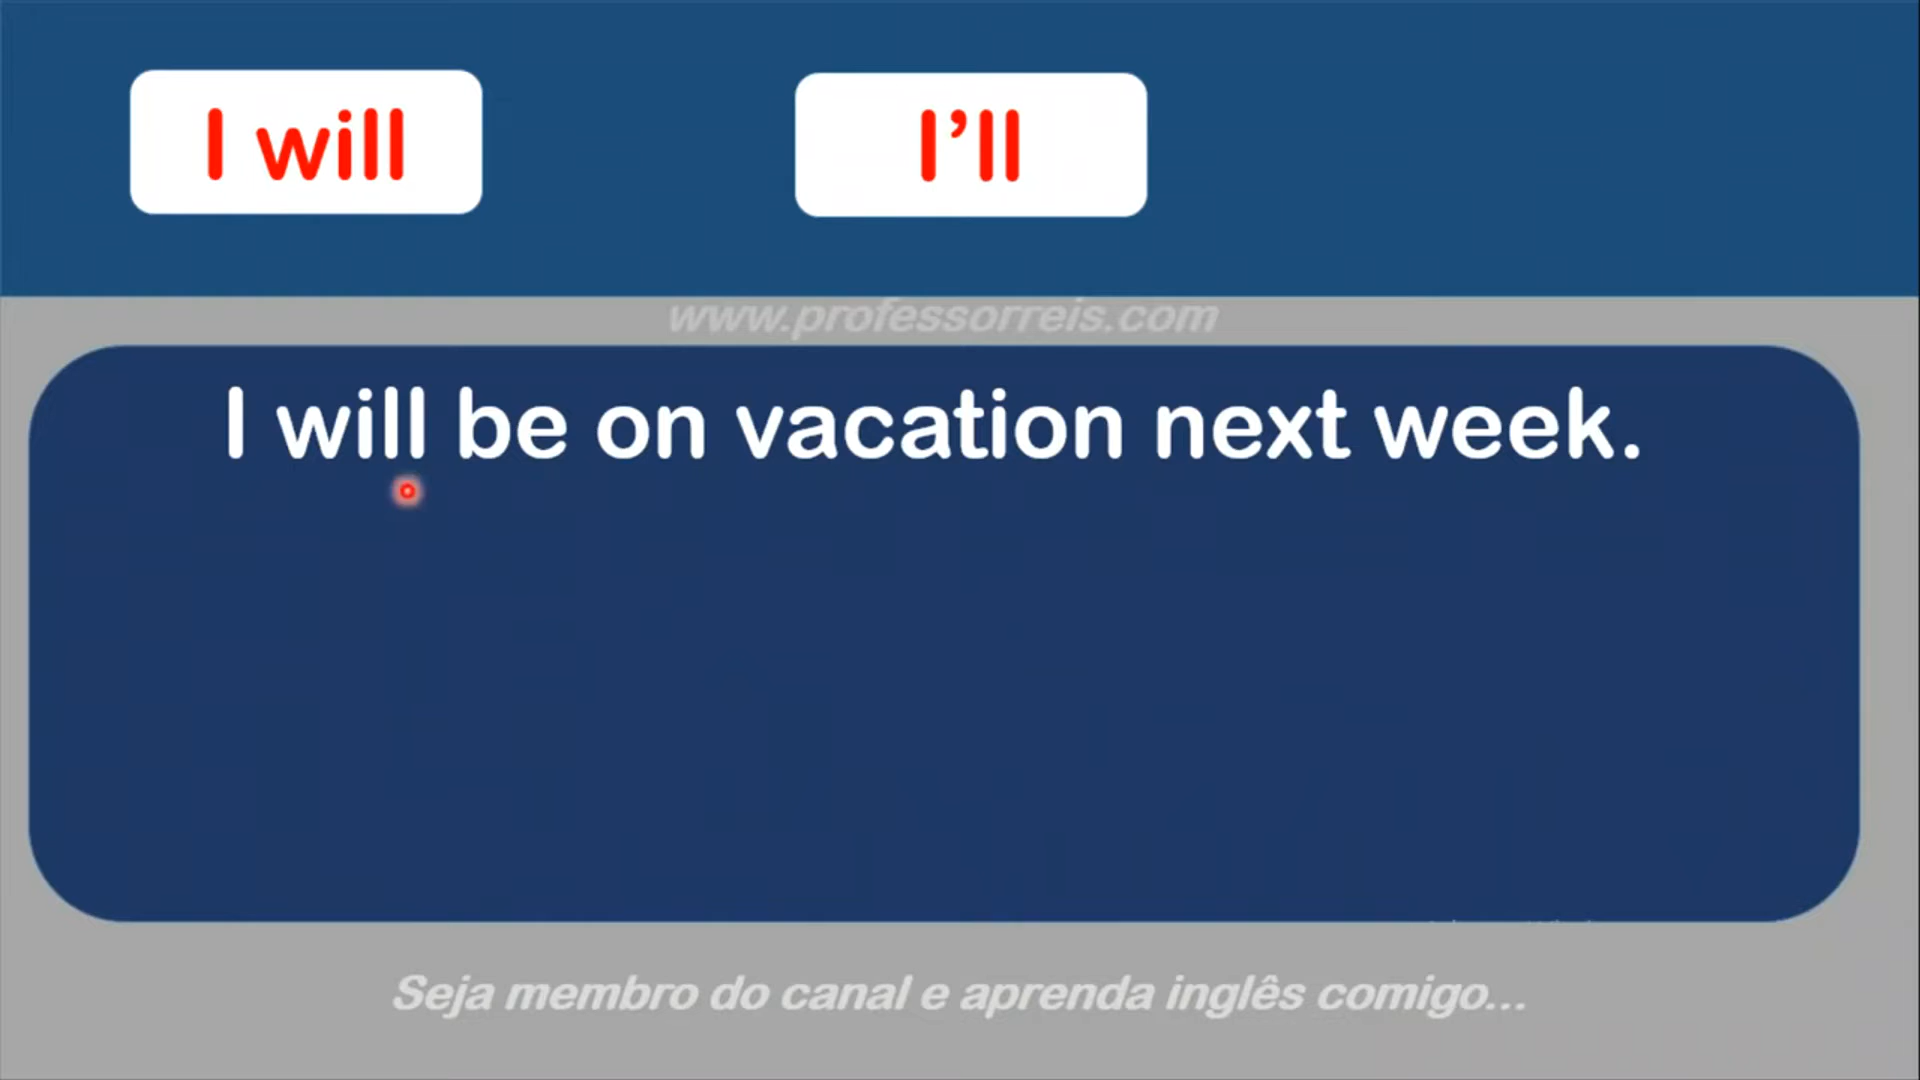 I will
I’ll
www.professorreis.com
I will be on vacation next week.
Seja membro do canal e aprenda inglês comigo...